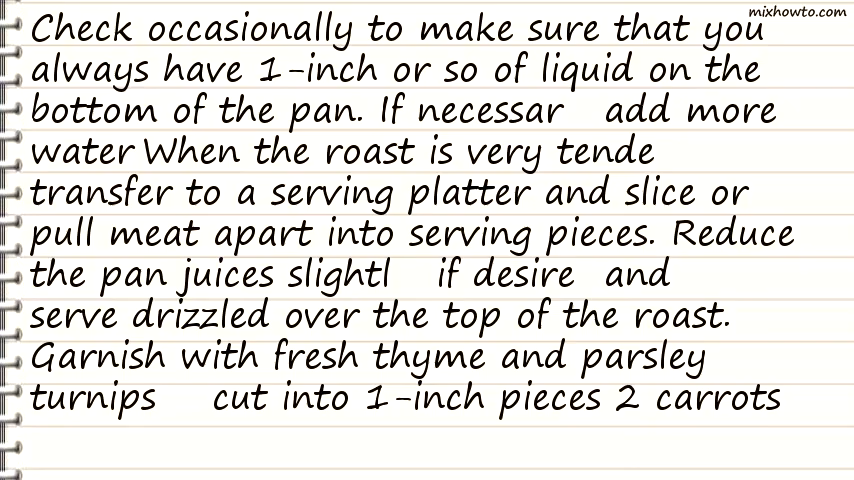 mixhowto.com
Check occasionally to make sure that you
always have 1-inch or so of liquid on the
bottom of the pan. If necessar add more
water When the roast is very tende
transfer to a serving platter and slice or
pull meat apart into serving pieces. Reduce
the pan juices slightl if desire and
serve drizzled over the top of the roast.
Garnish with fresh thyme and parsley
turnips cut into 1-inch pieces 2 carrots